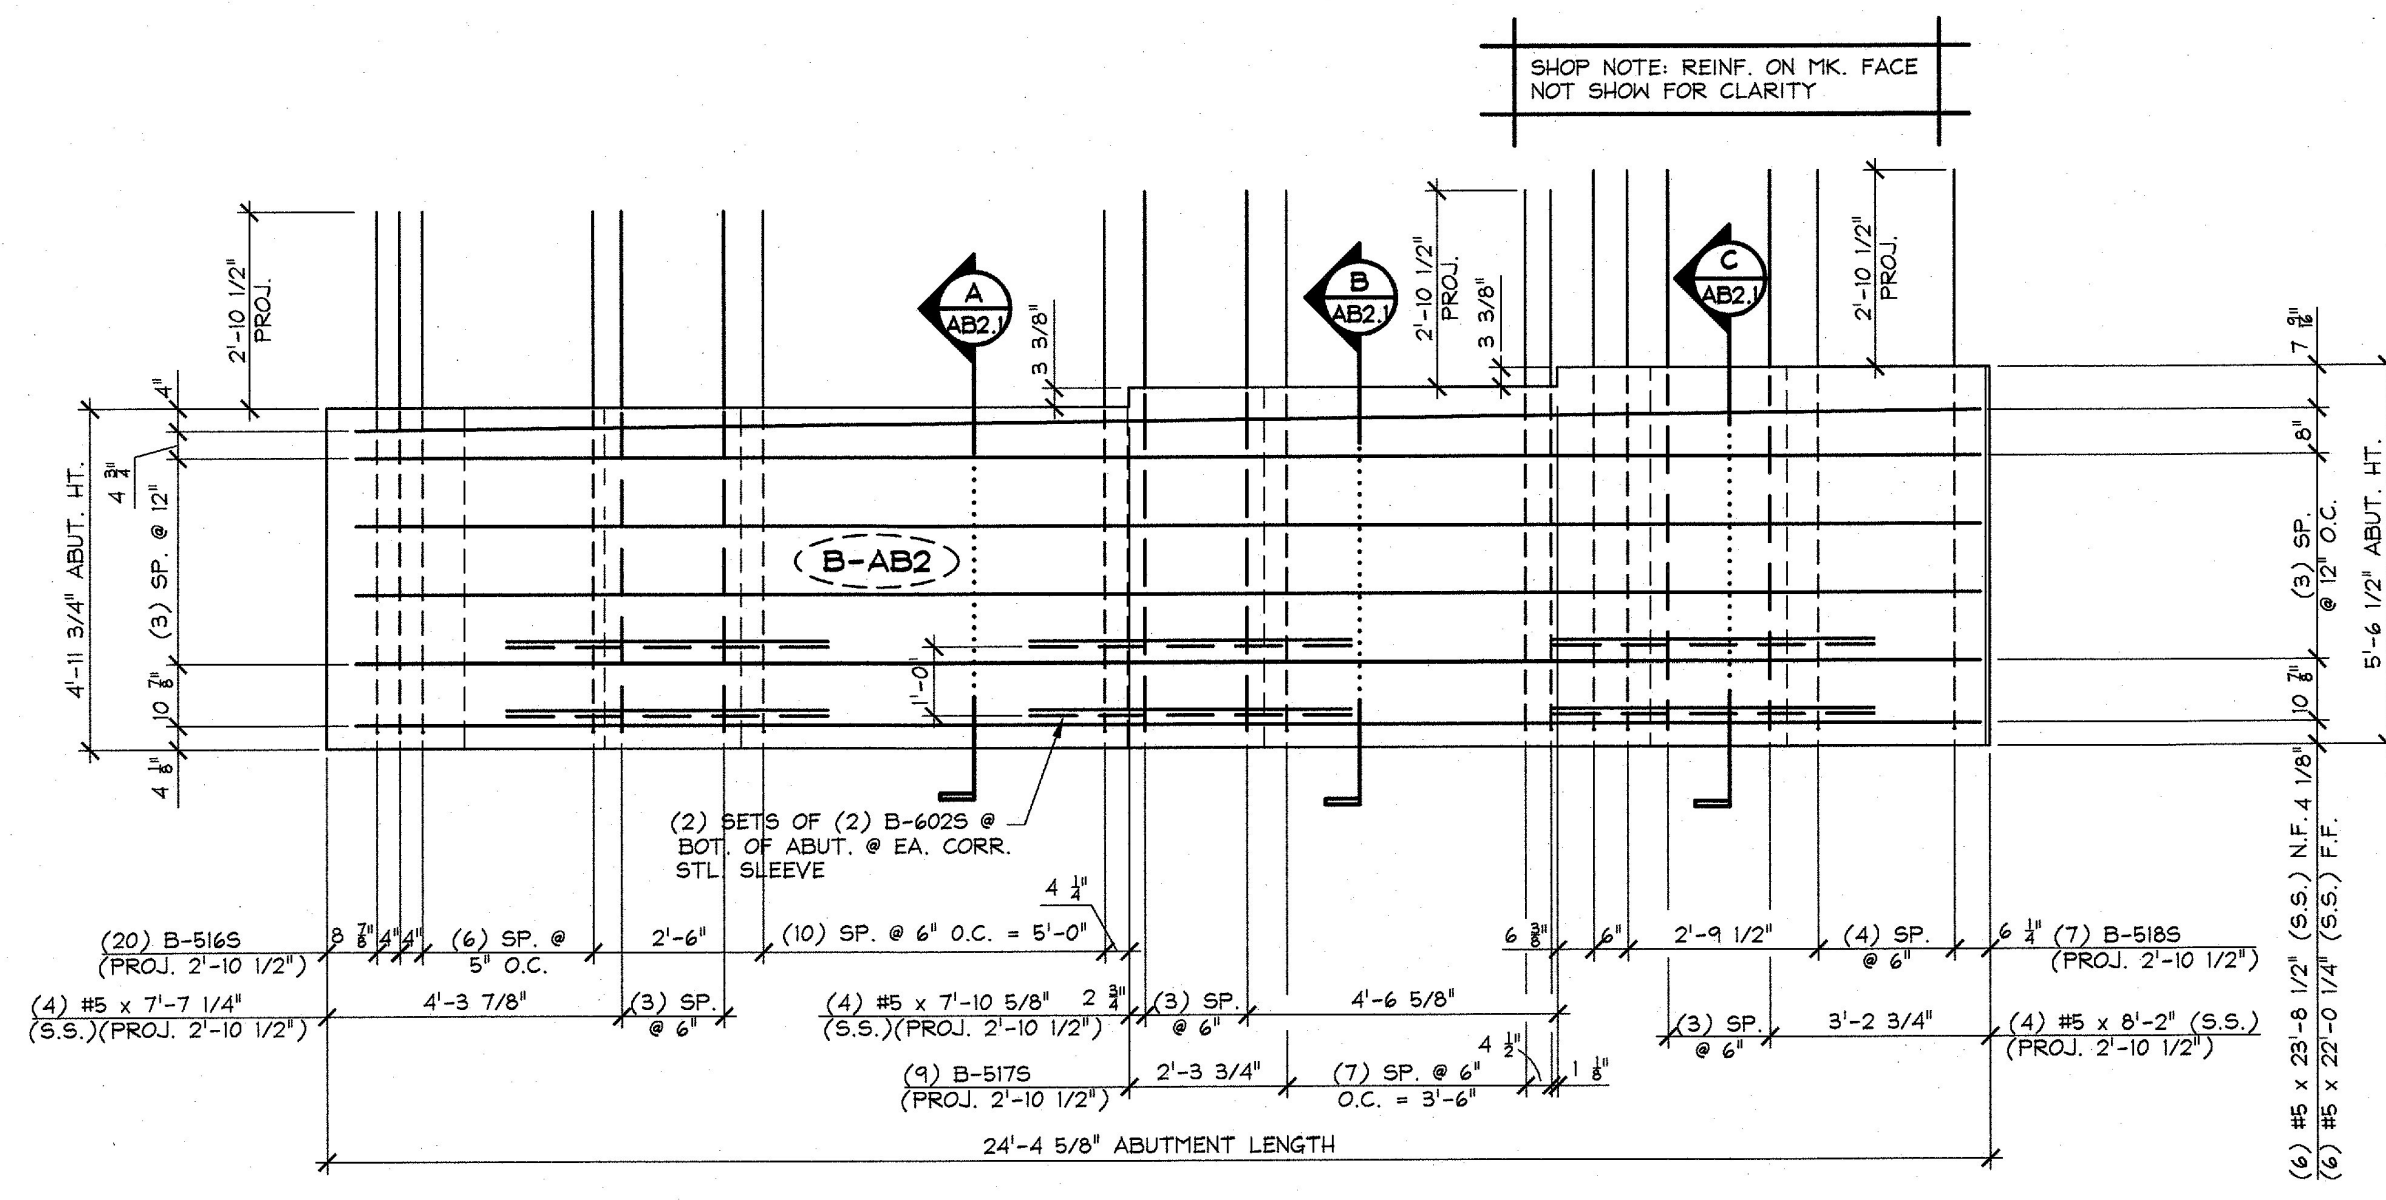 SHOP NOTE: REINF. ON MK. FACE
NOT SHOW FOR CLARITY
2'-10 1/2"
PROJ.
A
AB2.1
3 3/8"
B
AB2.1
2'-10 1/2"
PROJ.
3 3/8"
C
AB2.1
2'-10 1/2"
PROJ.
4'-11 3/4" ABUT. HT.
4"
4 3/4"
(3) SP. @ 12"
10 7/8"
4 1/8"
B-AB2
1'-0"
7 9/16"
8"
(3) SP.
@ 12" O.C.
10 7/8"
5'-6 1/2" ABUT. HT.
(6) #5 x 23'-8 1/2" (S.S.) N.F. 4 1/8"
(6) #5 x 22'-0 1/4" (S.S.) F.F.
(2) SETS OF (2) B-602S @
BOT. OF ABUT. @ EA. CORR.
STL. SLEEVE
(20) B-516S
(PROJ. 2'-10 1/2")
8 7/8"
4"
4"
(6) SP. @
5" O.C.
2'-6"
(10) SP. @ 6" O.C. = 5'-0"
4 1/4"
6 3/8"
6"
2'-9 1/2"
(4) SP.
@ 6"
6 1/4"
(7) B-518S
(PROJ. 2'-10 1/2")
(4) #5 x 7'-7 1/4"
(S.S.)(PROJ. 2'-10 1/2")
4'-3 7/8"
(3) SP.
@ 6"
(4) #5 x 7'-10 5/8"
(S.S.)(PROJ. 2'-10 1/2")
2 3/4"
(3) SP.
@ 6"
4'-6 5/8"
(3) SP.
@ 6"
3'-2 3/4"
(4) #5 x 8'-2" (S.S.)
(PROJ. 2'-10 1/2")
(9) B-517S
(PROJ. 2'-10 1/2")
2'-3 3/4"
(7) SP. @ 6"
O.C. = 3'-6"
4 1/2"
1 1/8"
24'-4 5/8" ABUTMENT LENGTH